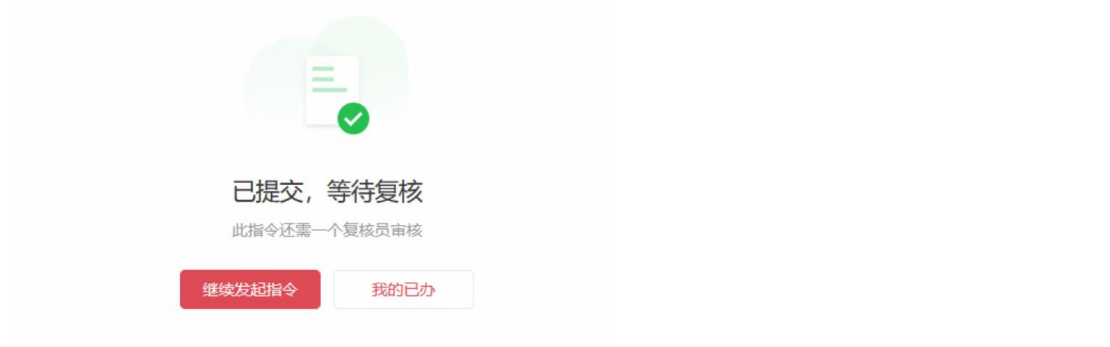 已提交，等待复核
此指令还需一个复核员审核
继续发起指令
我的已办